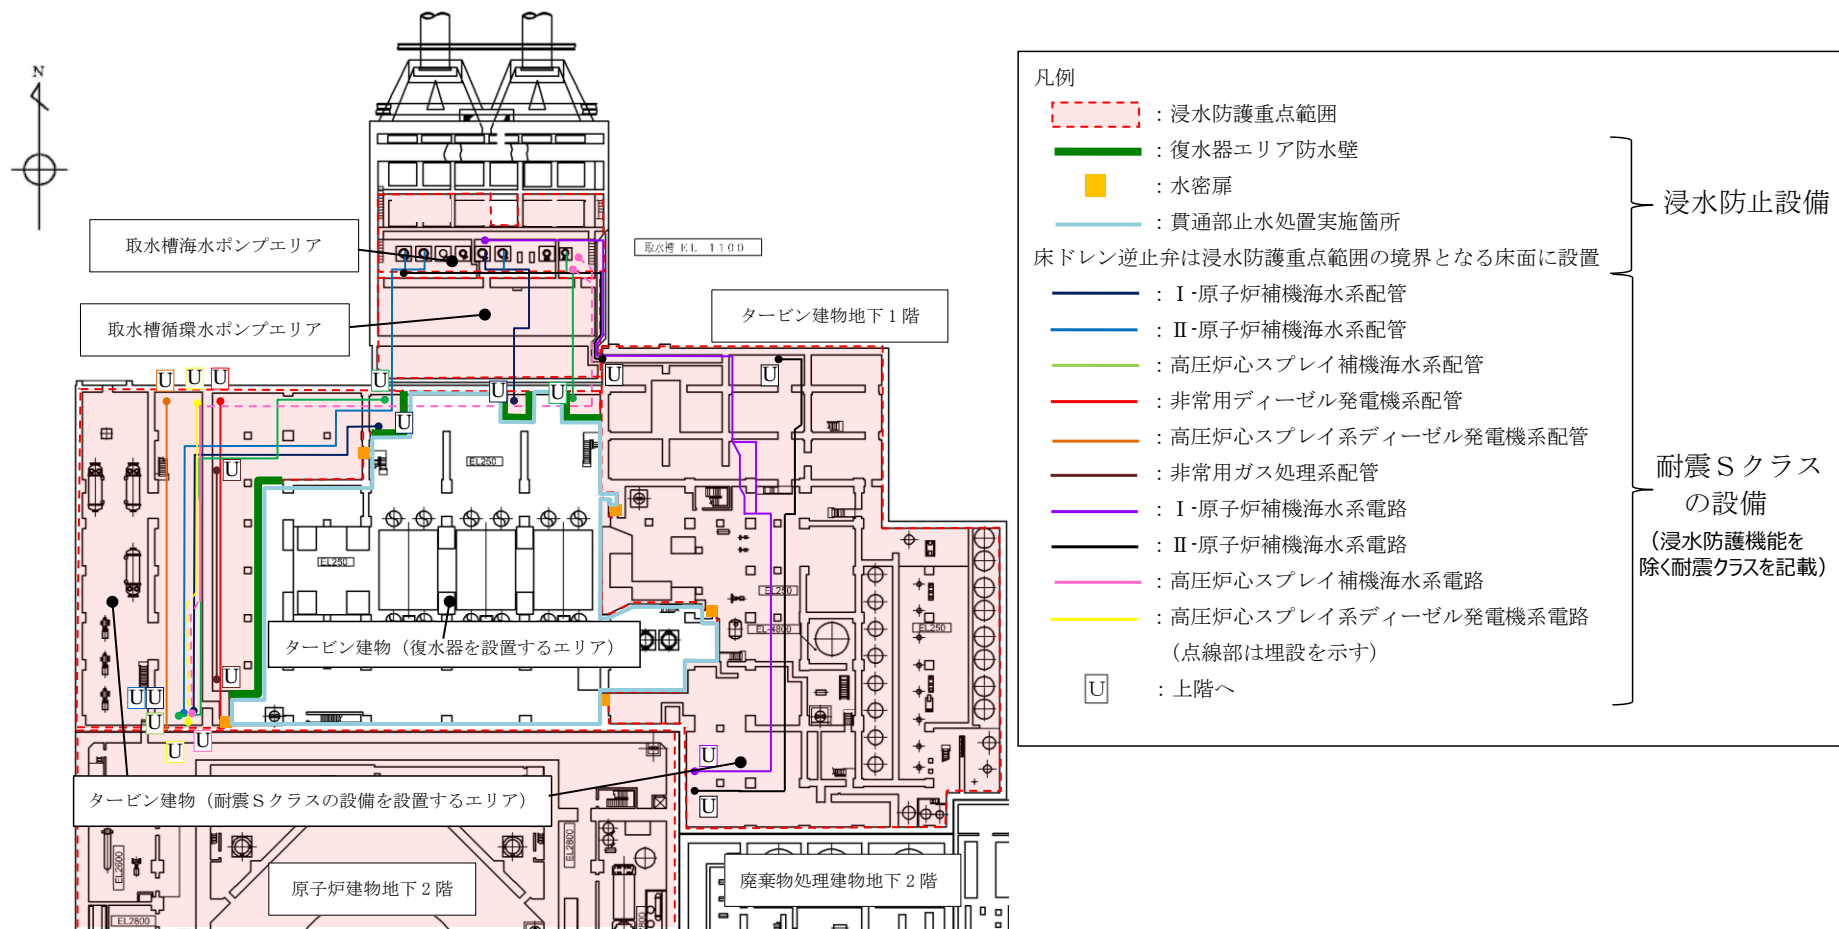 N
取水槽海水ポンプエリア
取水槽 EL 1100
取水槽循環水ポンプエリア
タービン建物地下1階
U
U
U
U
U
U
U
U
U
U
U
EL250
EL250
EL250
EL-4800
EL250
タービン建物（復水器を設置するエリア）
U
U
U
U
U
U
U
U
タービン建物（耐震Sクラスの設備を設置するエリア）
EL2600
EL2800
EL2800
原子炉建物地下2階
廃棄物処理建物地下2階
凡例
：浸水防護重点範囲
：復水器エリア防水壁
：水密扉
：貫通部止水処置実施箇所
浸水防止設備
床ドレン逆止弁は浸水防護重点範囲の境界となる床面に設置
：Ⅰ-原子炉補機海水系配管
：Ⅱ-原子炉補機海水系配管
：高圧炉心スプレイ補機海水系配管
：非常用ディーゼル発電機系配管
：高圧炉心スプレイ系ディーゼル発電機系配管
：非常用ガス処理系配管
：Ⅰ-原子炉補機海水系電路
：Ⅱ-原子炉補機海水系電路
：高圧炉心スプレイ補機海水系電路
：高圧炉心スプレイ系ディーゼル発電機系電路
（点線部は埋設を示す）
U ：上階へ
耐震Sクラス
の設備
（浸水防護機能を
除く耐震クラスを記載）